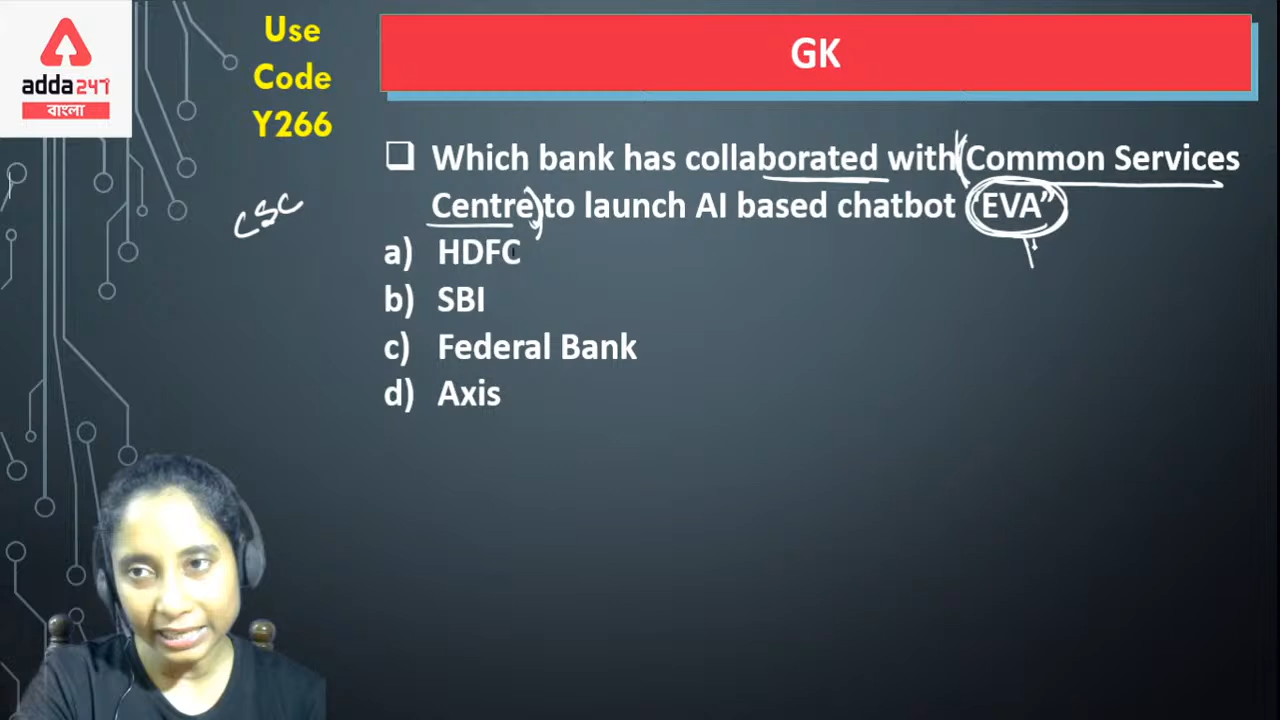 adda247
বাংলা
Use
Code
Y266
GK
❑ Which bank has collaborated with Common Services
Centre to launch AI based chatbot “EVA”
CSC
a) HDFC
b) SBI
c) Federal Bank
d) Axis